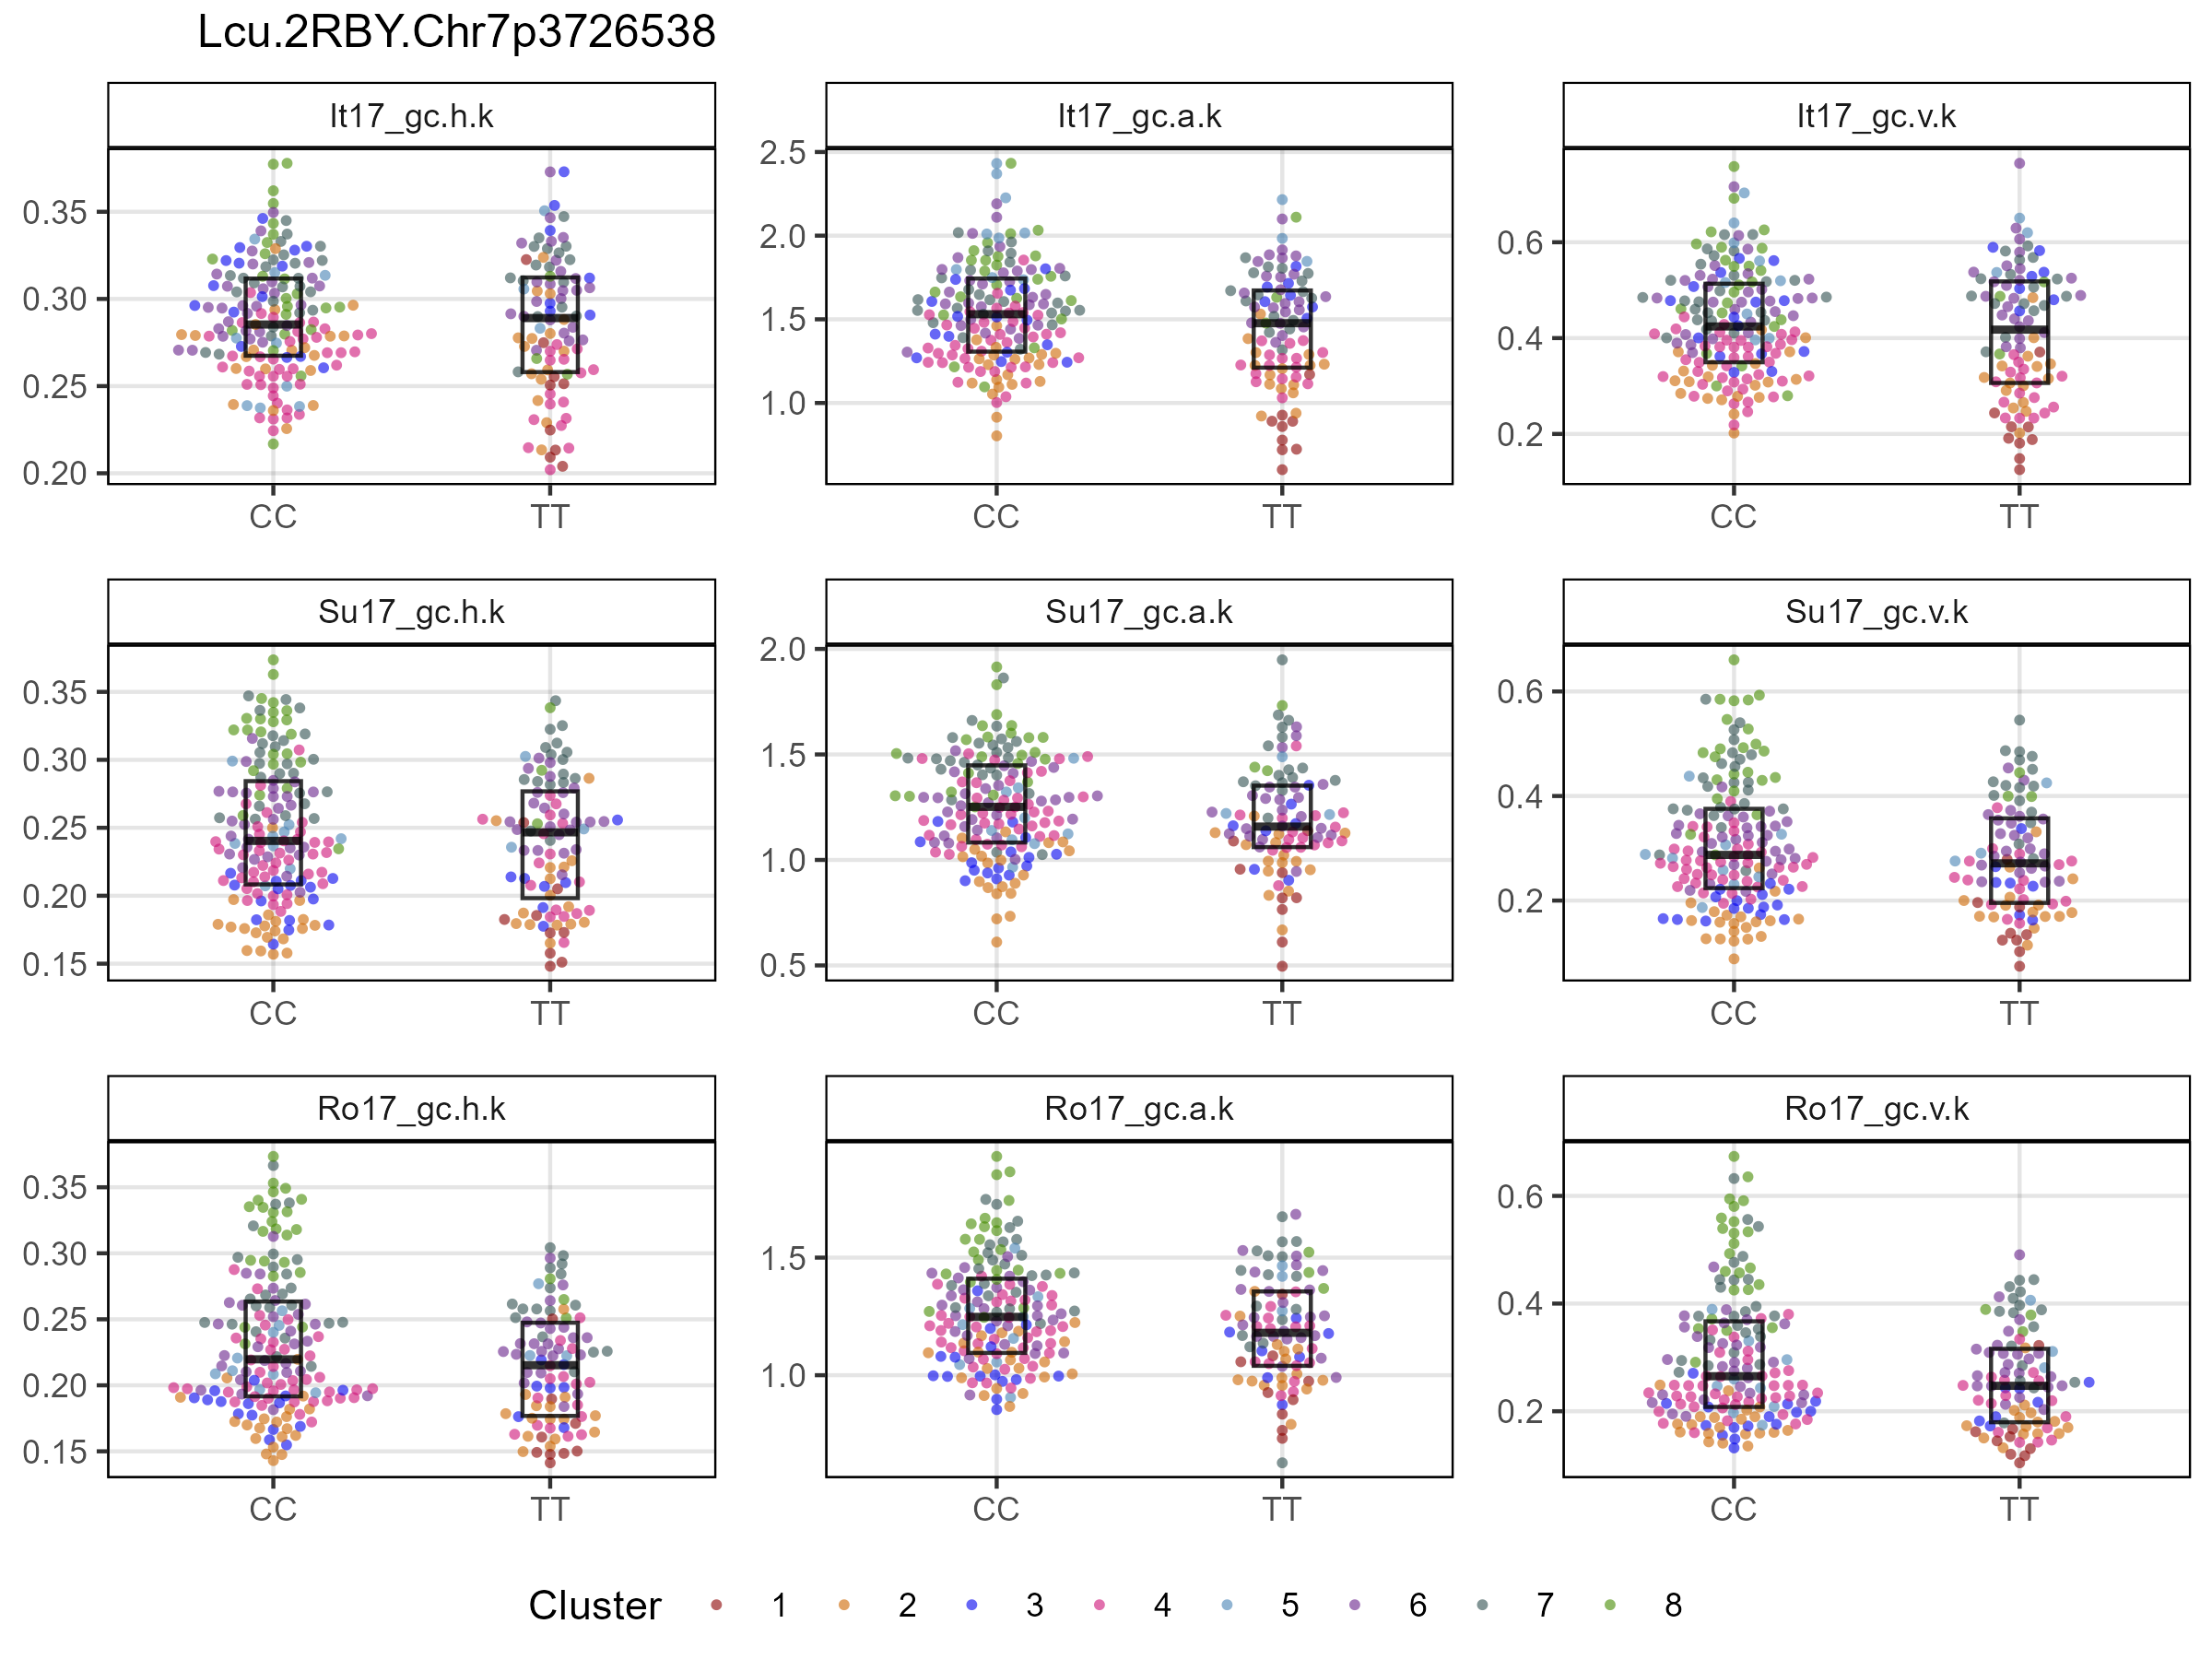 Lcu.2RBY.Chr7p3726538
It17_gc.h.k
It17_gc.a.k
It17_gc.v.k
0.35
0.30
0.25
0.20
CC
TT
2.5
2.0
1.5
1.0
CC
TT
0.6
0.4
0.2
CC
TT
Su17_gc.h.k
Su17_gc.a.k
Su17_gc.v.k
0.35
0.30
0.25
0.20
0.15
CC
TT
2.0
1.5
1.0
0.5
CC
TT
0.6
0.4
0.2
CC
TT
Ro17_gc.h.k
Ro17_gc.a.k
Ro17_gc.v.k
0.35
0.30
0.25
0.20
0.15
CC
TT
1.5
1.0
CC
TT
0.6
0.4
0.2
CC
TT
Cluster 1 2 3 4 5 6 7 8